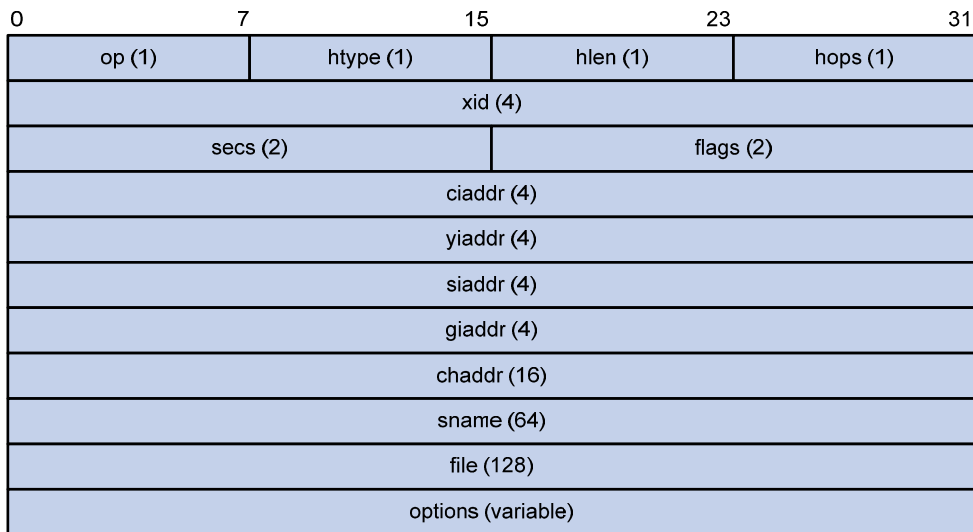 0 7 15 23 31
op (1) htype (1) hlen (1) hops (1)
xid (4)
secs (2) flags (2)
ciaddr (4)
yiaddr (4)
siaddr (4)
giaddr (4)
chaddr (16)
sname (64)
file (128)
options (variable)